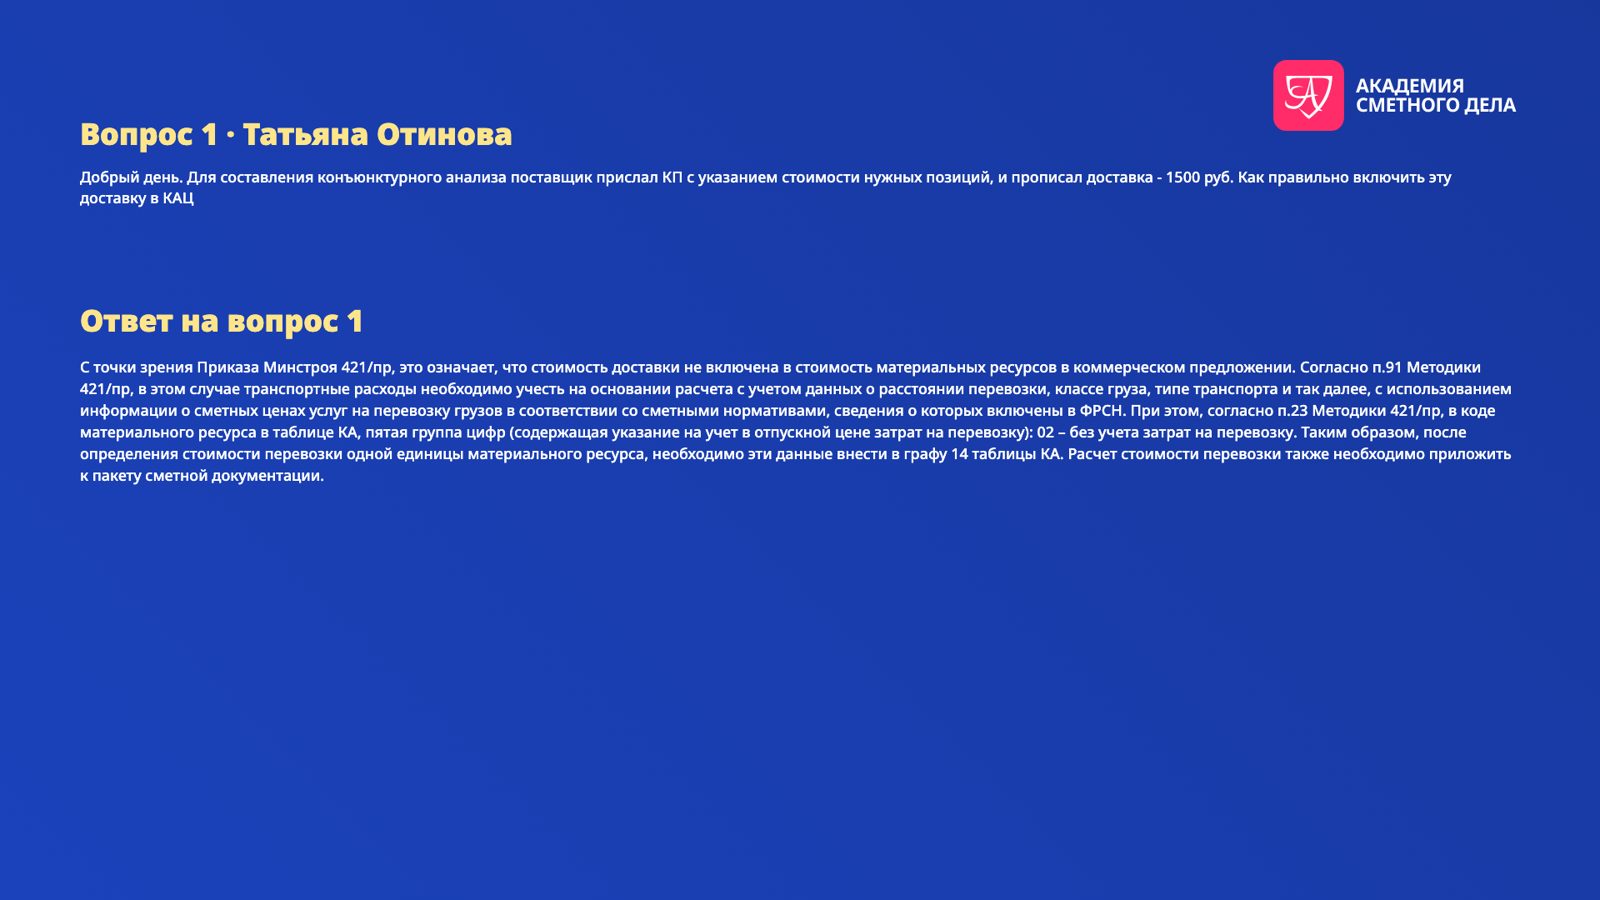 АКАДЕМИЯ
СМЕТНОГО ДЕЛА
Вопрос 1 · Татьяна Отинова
Добрый день. Для составления конъюнктурного анализа поставщик прислал КП с указанием стоимости нужных позиций, и прописал доставка - 1500 руб. Как правильно включить эту
доставку в КАЦ
Ответ на вопрос 1
С точки зрения Приказа Минстроя 421/пр, это означает, что стоимость доставки не включена в стоимость материальных ресурсов в коммерческом предложении. Согласно п.91 Методики
421/пр, в этом случае транспортные расходы необходимо учесть на основании расчета с учетом данных о расстоянии перевозки, классе груза, типе транспорта и так далее, с использованием
информации о сметных ценах услуг на перевозку грузов в соответствии со сметными нормативами, сведения о которых включены в ФРСН. При этом, согласно п.23 Методики 421/пр, в коде
материального ресурса в таблице КА, пятая группа цифр (содержащая указание на учет в отпускной цене затрат на перевозку): 02 – без учета затрат на перевозку. Таким образом, после
определения стоимости перевозки одной единицы материального ресурса, необходимо эти данные внести в графу 14 таблицы КА. Расчет стоимости перевозки также необходимо приложить
к пакету сметной документации.